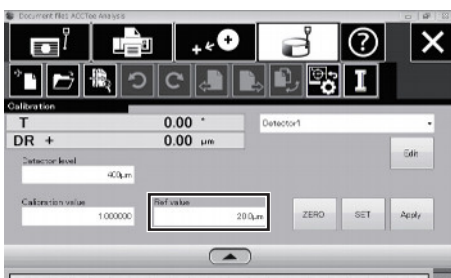 Document files ACCTee Analysis
Calibration
T 0.00 °
DR + 0.00 μm
Detector1
Edit
Detector level
400μm
Calibration value
1.000000
Ref value
20.0μm
ZERO SET Apply